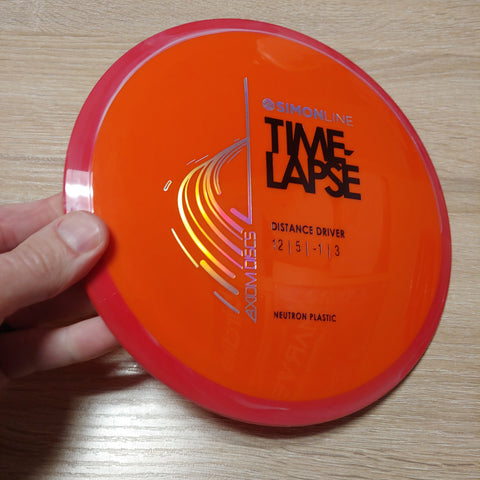 SIMONLINE
TIME-
LAPSE
DISTANCE DRIVER
12 | 5 | -1 | 3
NEUTRON PLASTIC
AXIOM DISCS